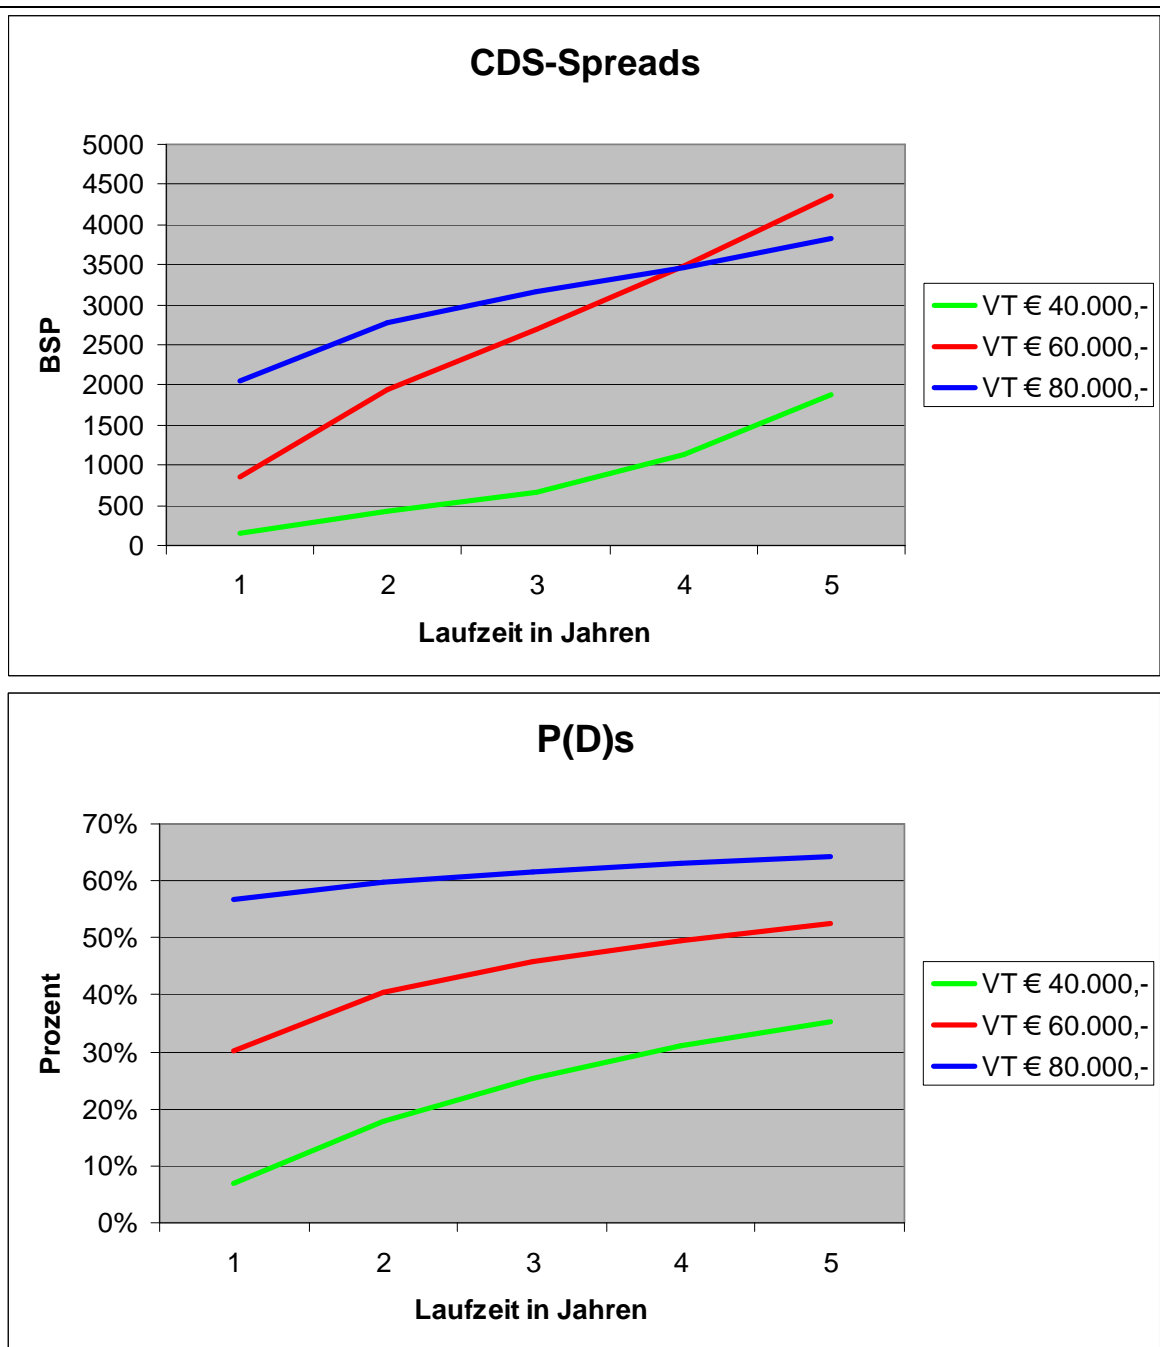 CDS-Spreads
5000
4500
4000
3500
3000
2500
2000
1500
1000
500
0
BSP
1 2 3 4 5
Laufzeit in Jahren
VT € 40.000,-
VT € 60.000,-
VT € 80.000,-
P(D)s
70%
60%
50%
40%
30%
20%
10%
0%
Prozent
1 2 3 4 5
Laufzeit in Jahren
VT € 40.000,-
VT € 60.000,-
VT € 80.000,-